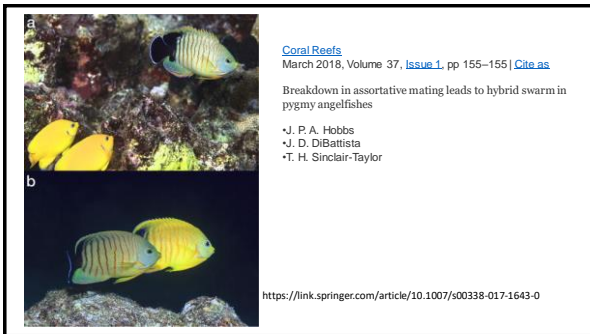 a
b
Coral Reefs
March 2018, Volume 37, Issue 1, pp 155–155 | Cite as
Breakdown in assortative mating leads to hybrid swarm in
pygmy angelfishes
•J. P. A. Hobbs
•J. D. DiBattista
•T. H. Sinclair-Taylor
https://link.springer.com/article/10.1007/s00338-017-1643-0